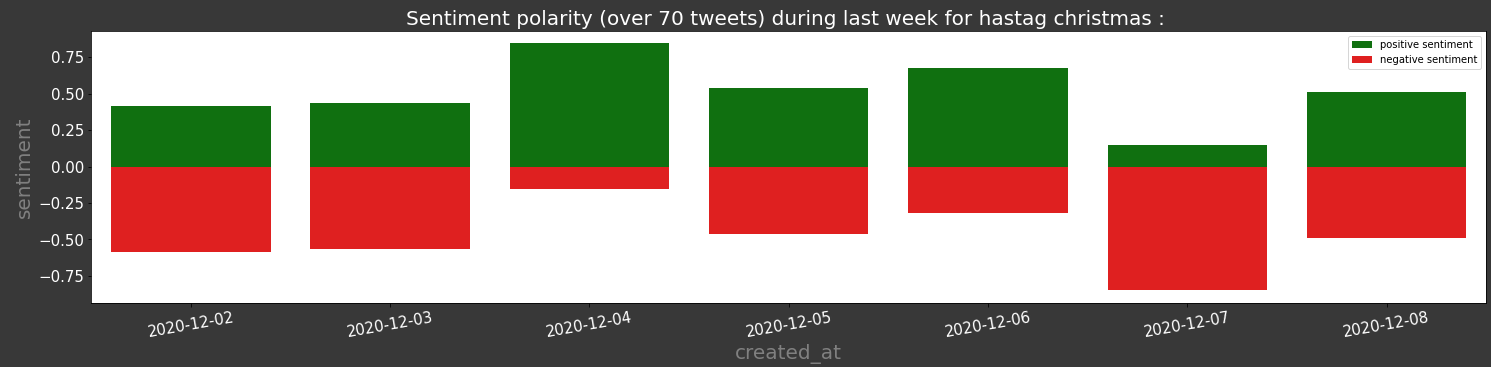 Sentiment polarity (over 70 tweets) during last week for hastag christmas :
positive sentiment
negative sentiment
sentiment
0.75
0.50
0.25
0.00
−0.25
−0.50
−0.75
2020-12-02
2020-12-03
2020-12-04
2020-12-05
2020-12-06
2020-12-07
2020-12-08
created_at